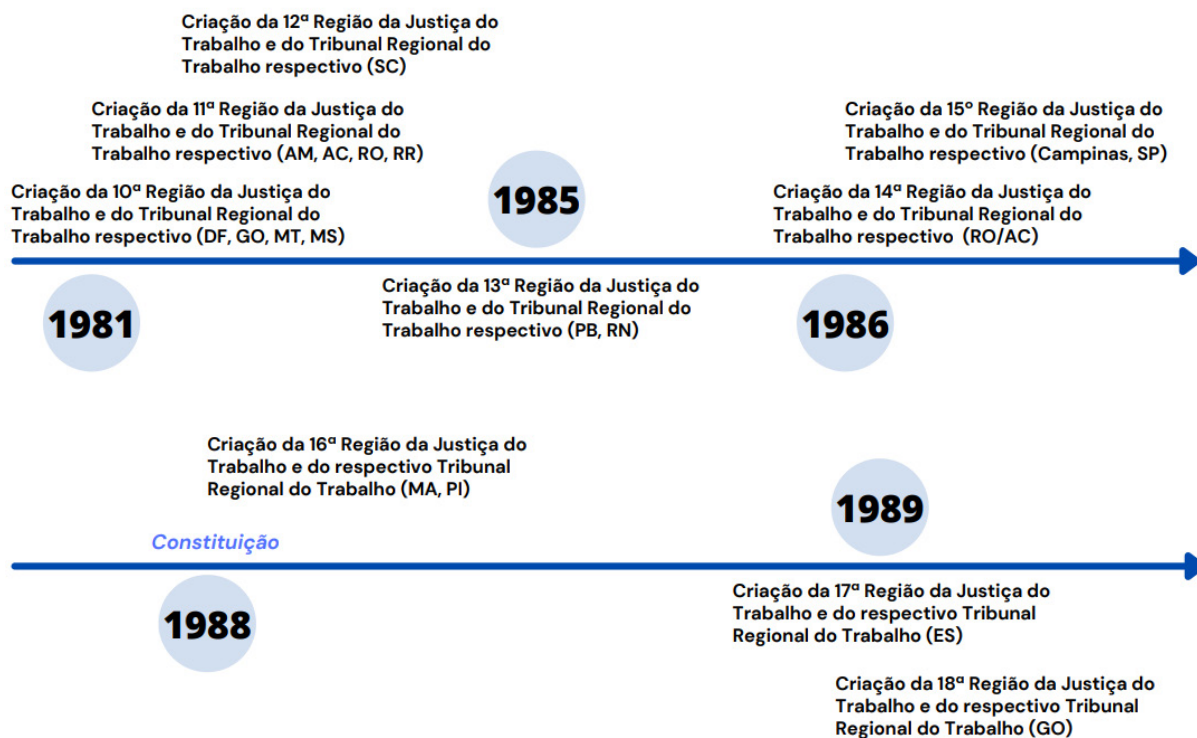 Criação da 12ª Região da Justiça do
Trabalho e do Tribunal Regional do
Trabalho respectivo (SC)
Criação da 11ª Região da Justiça do
Trabalho e do Tribunal Regional do
Trabalho respectivo (AM, AC, RO, RR)
Criação da 10ª Região da Justiça do
Trabalho e do Tribunal Regional do
Trabalho respectivo (DF, GO, MT, MS)
1981
1985
Criação da 13ª Região da Justiça do
Trabalho e do Tribunal Regional do
Trabalho respectivo (PB, RN)
Criação da 15º Região da Justiça do
Trabalho e do Tribunal Regional do
Trabalho respectivo (Campinas, SP)
Criação da 14ª Região da Justiça do
Trabalho e do Tribunal Regional do
Trabalho respectivo (RO/AC)
1986
Criação da 16ª Região da Justiça do
Trabalho e do respectivo Tribunal
Regional do Trabalho (MA, PI)
Constituição
1988
1989
Criação da 17ª Região da Justiça do
Trabalho e do respectivo Tribunal
Regional do Trabalho (ES)
Criação da 18ª Região da Justiça do
Trabalho e do respectivo Tribunal
Regional do Trabalho (GO)